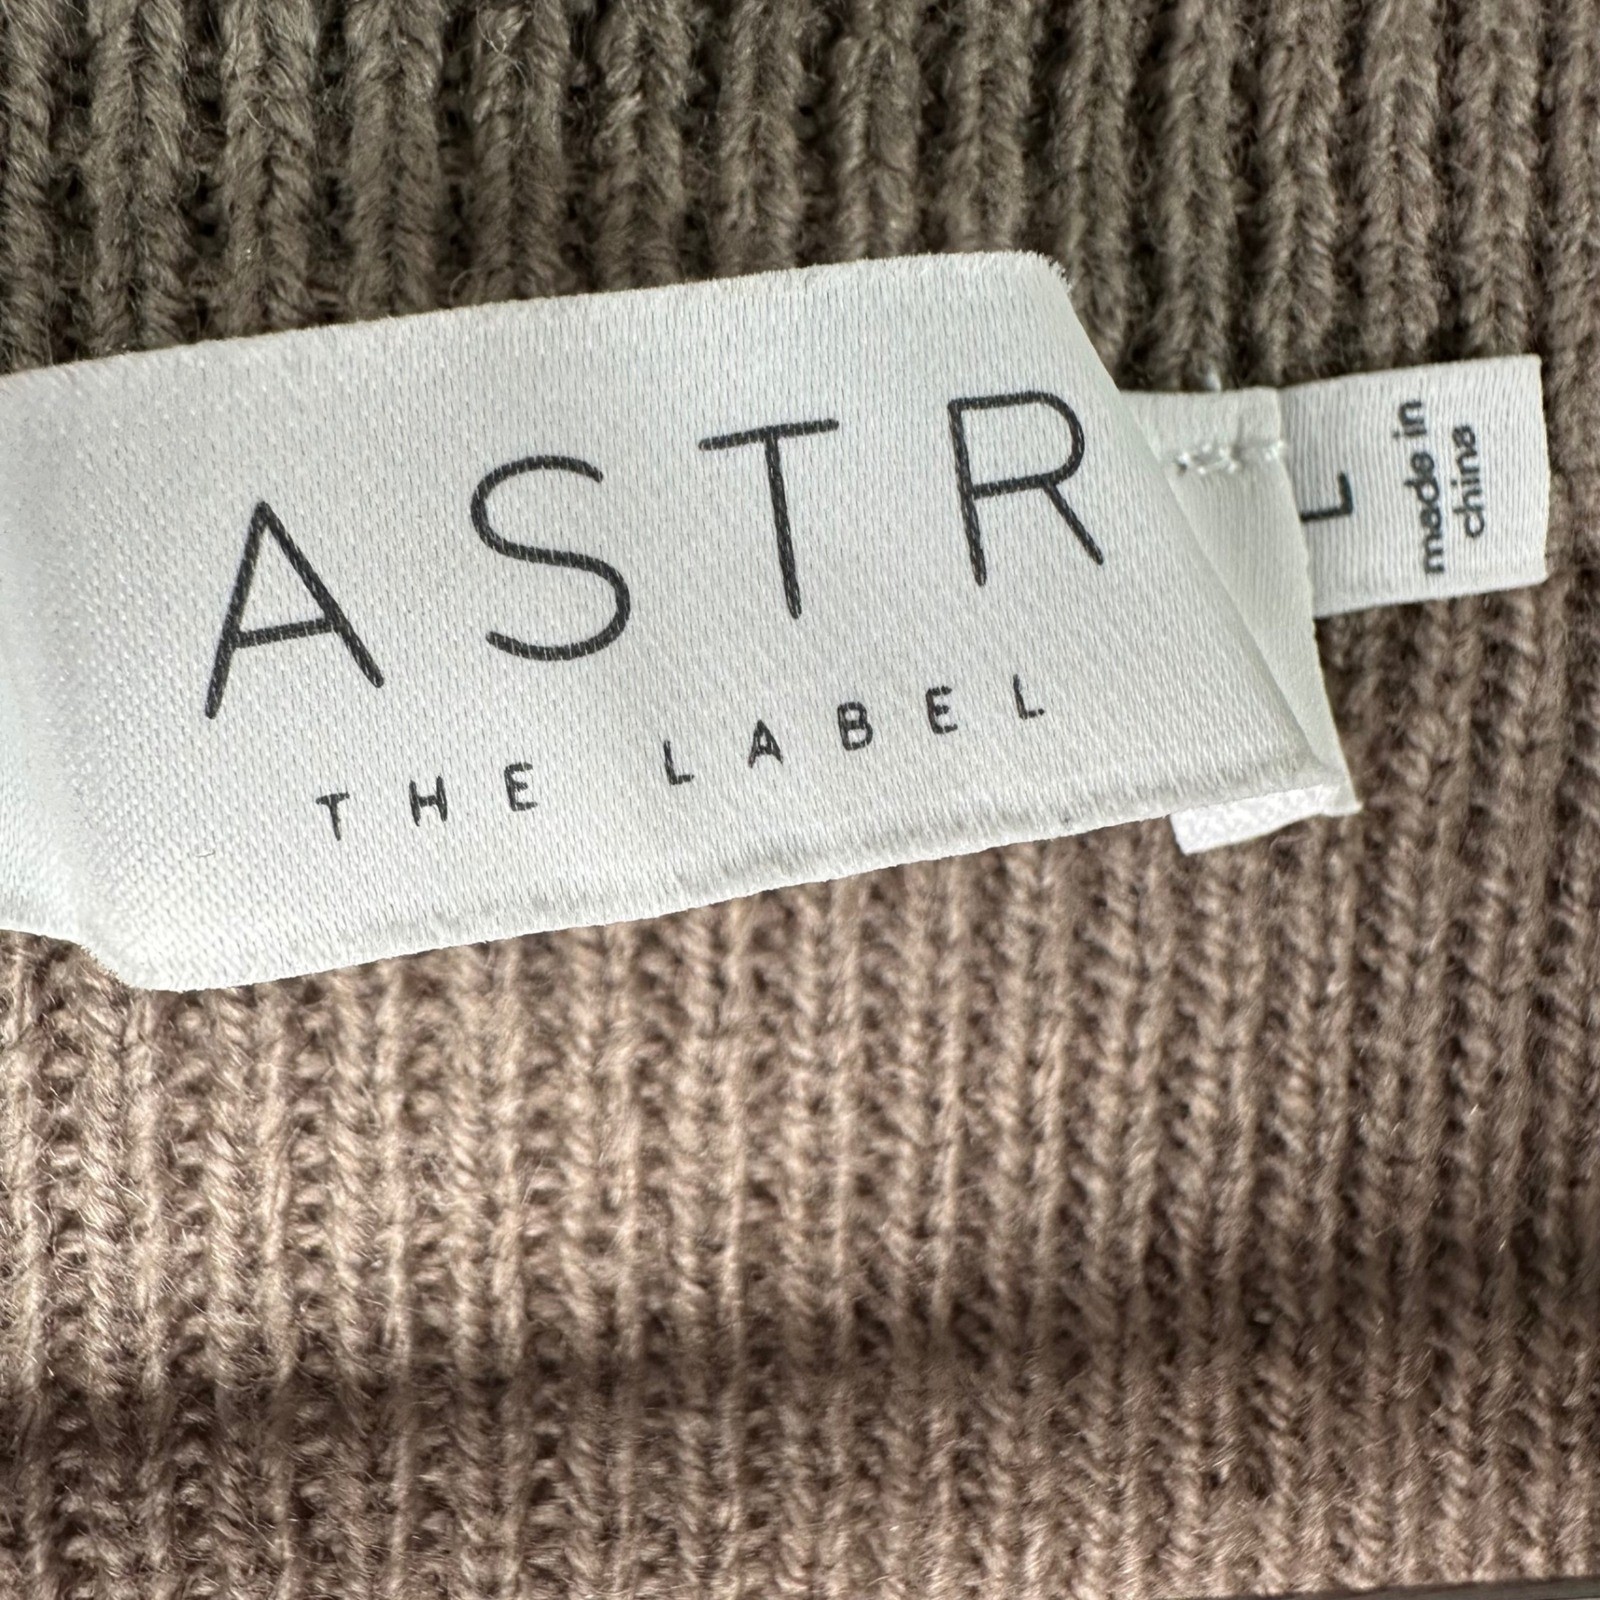 ASTR
THE LABEL
L
made in
china